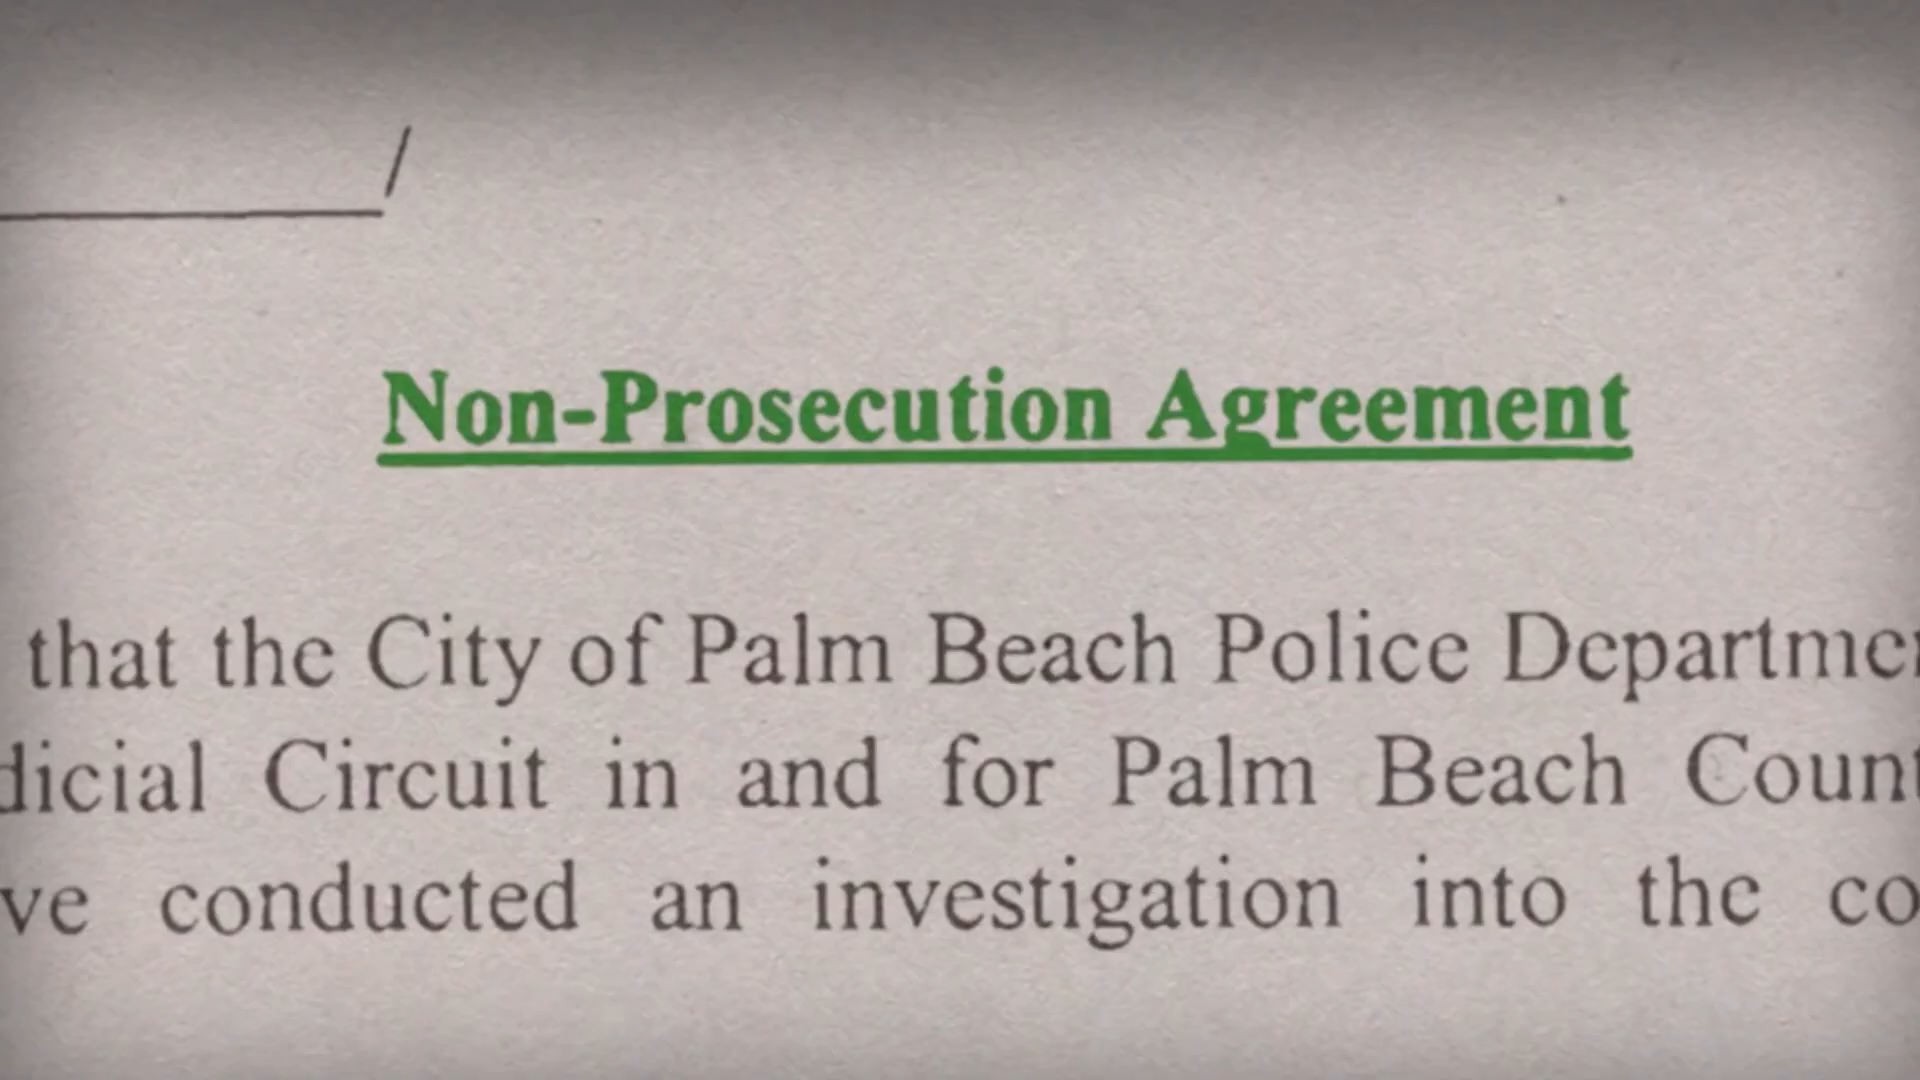 Non-Prosecution Agreement
that the City of Palm Beach Police Departme
dicial Circuit in and for Palm Beach Count
ve conducted an investigation into the co